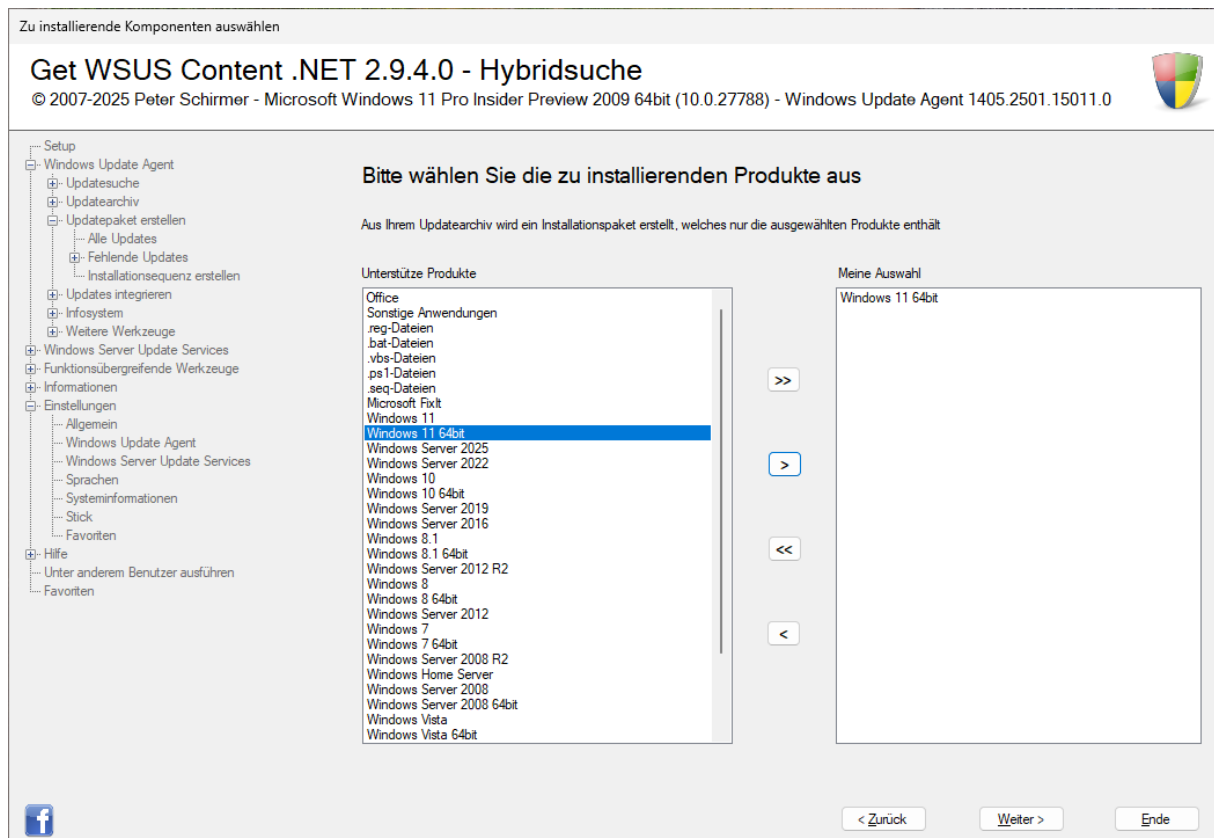 Zu installierende Komponenten auswählen
Get WSUS Content .NET 2.9.4.0 - Hybridsuche
© 2007-2025 Peter Schirmer - Microsoft Windows 11 Pro Insider Preview 2009 64bit (10.0.27788) - Windows Update Agent 1405.2501.15011.0
Setup
Windows Update Agent
Updatesuche
Updatearchiv
Updatepaket erstellen
Alle Updates
Fehlende Updates
Installationsequenz erstellen
Updates integrieren
Infosystem
Weitere Werkzeuge
Windows Server Update Services
Funktionsübergreifende Werkzeuge
Informationen
Einstellungen
Allgemein
Windows Update Agent
Windows Server Update Services
Sprachen
Systeminformationen
Stick
Favoriten
Hilfe
Unter anderem Benutzer ausführen
Favoriten
Bitte wählen Sie die zu installierenden Produkte aus
Aus Ihrem Updatearchiv wird ein Installationspaket erstellt, welches nur die ausgewählten Produkte enthält
Unterstütze Produkte
Office
Sonstige Anwendungen
.reg-Dateien
.bat-Dateien
.vbs-Dateien
.ps1-Dateien
.seq-Dateien
Microsoft FixIt
Windows 11
Windows 11 64bit
Windows Server 2025
Windows Server 2022
Windows 10
Windows 10 64bit
Windows Server 2019
Windows Server 2016
Windows 8.1
Windows 8.1 64bit
Windows Server 2012 R2
Windows 8
Windows 8 64bit
Windows Server 2012
Windows 7
Windows 7 64bit
Windows Server 2008 R2
Windows Home Server
Windows Server 2008
Windows Server 2008 64bit
Windows Vista
Windows Vista 64bit
>>
>
<<
<
Meine Auswahl
Windows 11 64bit
f
< Zurück
Weiter >
Ende